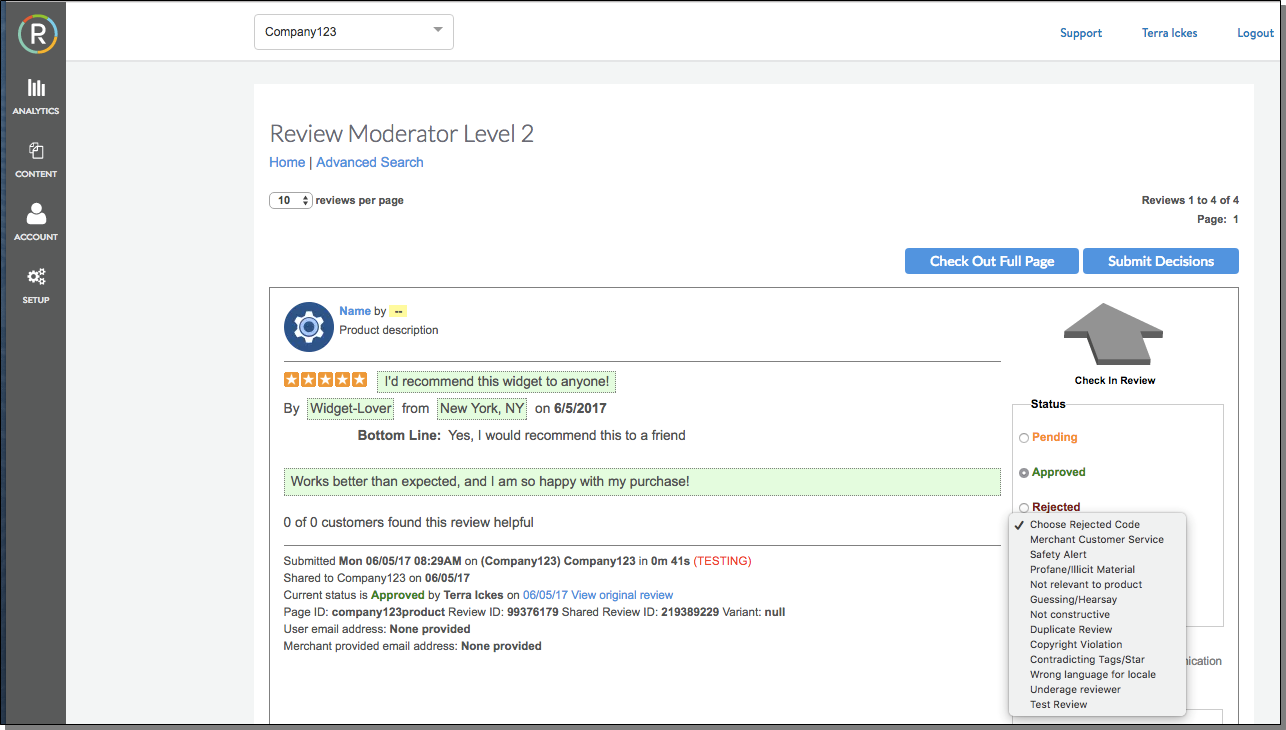 R
Company123
Support
Terra Ickes
Logout
ANALYTICS
CONTENT
ACCOUNT
SETUP
Review Moderator Level 2
Home | Advanced Search
10 reviews per page
Reviews 1 to 4 of 4
Page: 1
Check Out Full Page
Submit Decisions
Name by --
Product description
I'd recommend this widget to anyone!
By Widget-Lover from New York, NY on 6/5/2017
Bottom Line: Yes, I would recommend this to a friend
Works better than expected, and I am so happy with my purchase!
0 of 0 customers found this review helpful
Submitted Mon 06/05/17 08:29AM on (Company123) Company123 in 0m 41s (TESTING)
Shared to Company123 on 06/05/17
Current status is Approved by Terra Ickes on 06/05/17 View original review
Page ID: company123product Review ID: 99376179 Shared Review ID: 219389229 Variant: null
User email address: None provided
Merchant provided email address: None provided
Check In Review
Status
Pending
Approved
Rejected
Choose Rejected Code
Merchant Customer Service
Safety Alert
Profane/Illicit Material
Not relevant to product
Guessing/Hearsay
Not constructive
Duplicate Review
Copyright Violation
Contradicting Tags/Star
Wrong language for locale
Underage reviewer
Test Review